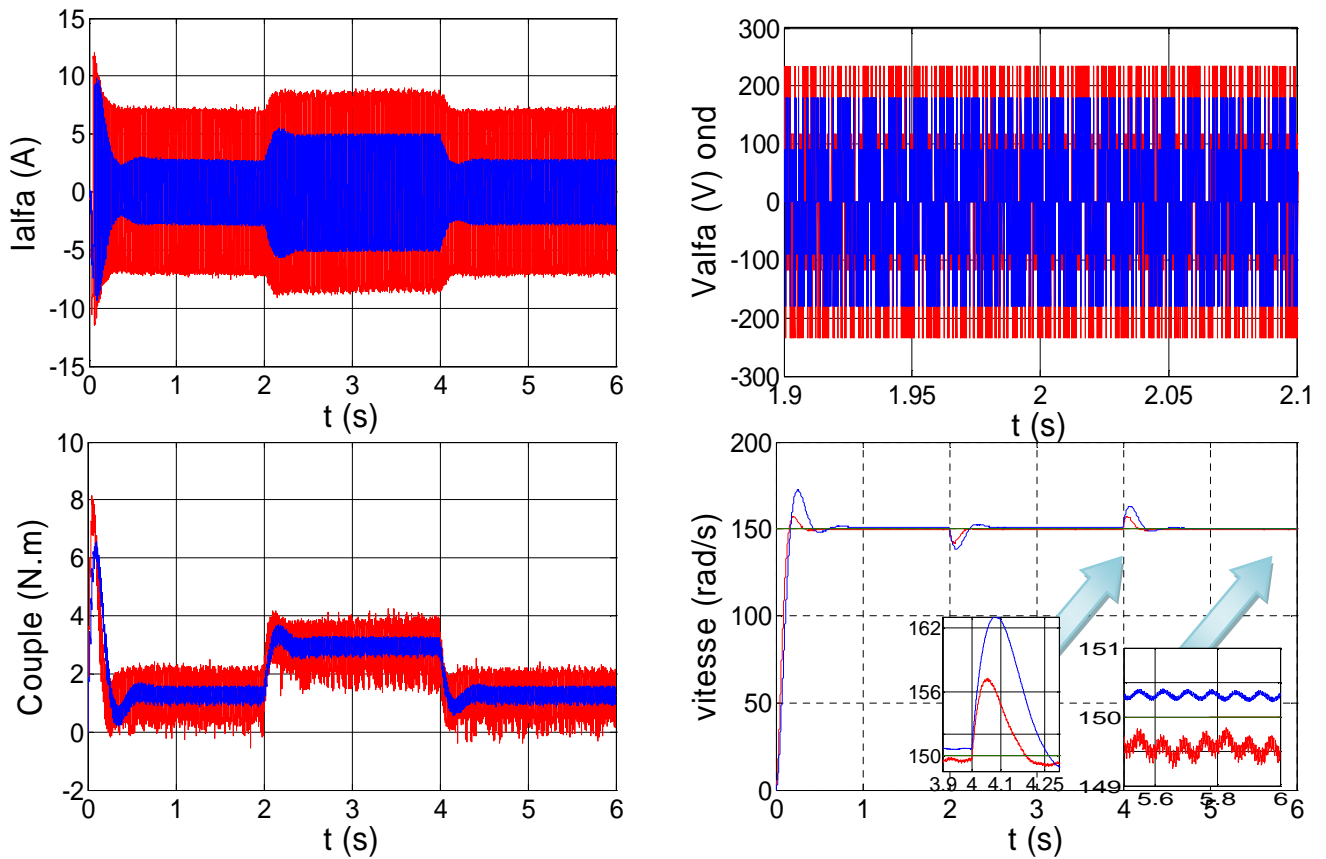 Ialfa (A)
15
10
5
0
-5
-10
-15
0 1 2 3 4 5 6
t (s)
Valfa (V) ond
300
200
100
0
-100
-200
-300
1.9 1.95 2 2.05 2.1
t (s)
Couple (N.m)
10
8
6
4
2
0
-2
0 1 2 3 4 5 6
t (s)
vitesse (rad/s)
200
150
100
50
0
0 1 2 3 4 5 6
t (s)
162
156
150
3.9 4 4.1 4.25
151
150
149
5.6 5.8 6